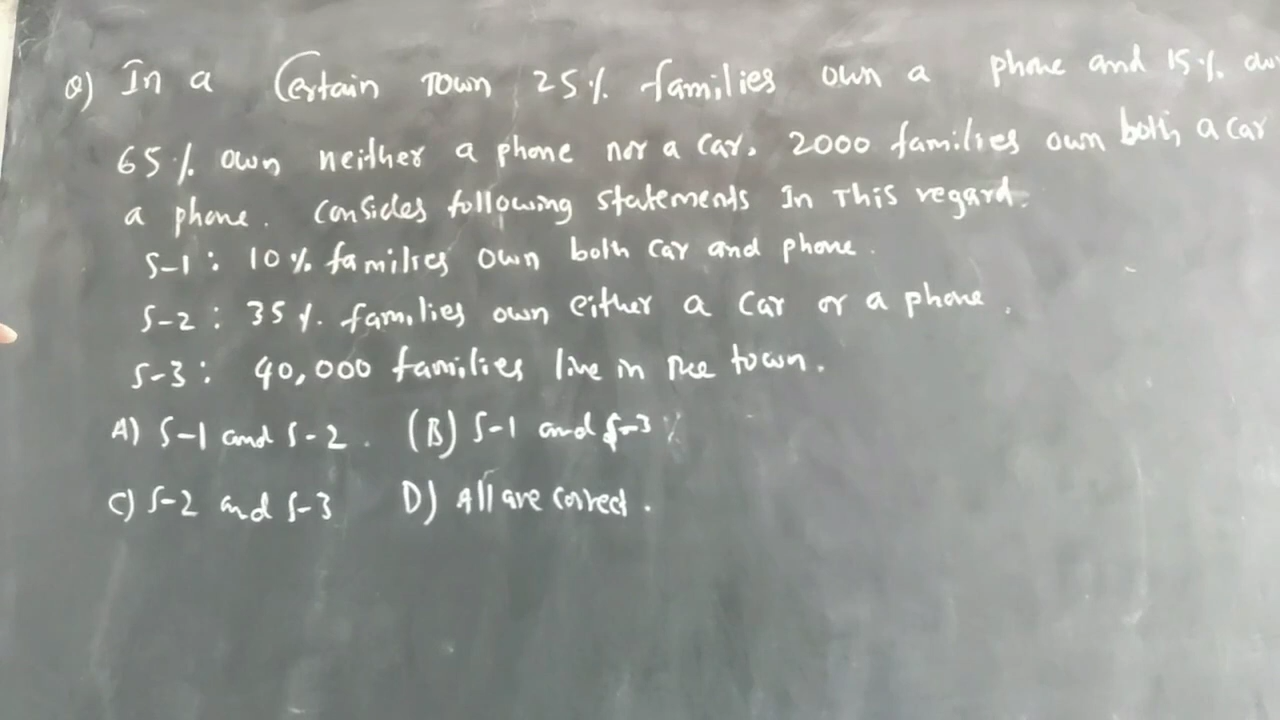 Q) In a Certain Town 25% families own a phone and 15%
65% own neither a phone nor a car. 2000 families own both a car
a phone. Consides following statements In This regard.
S-1: 10% families own both car and phone.
S-2: 35%. families own either a car or a phone.
S-3: 40,000 families live in the town.
A) S-1 and S-2. (B) S-1 and S-3
C) S-2 and S-3 D) All are correct.